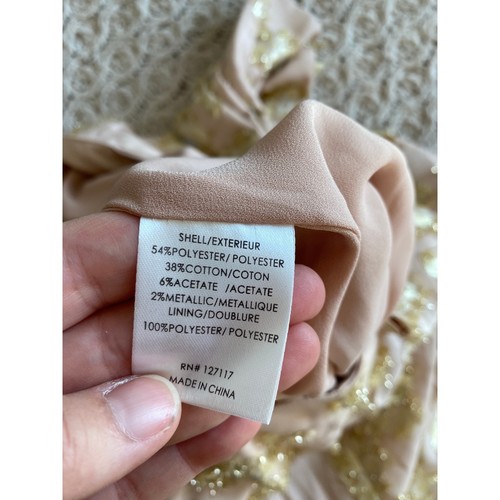 SHELL/EXTERIEUR
54%POLYESTER/ POLYESTER
38%COTTON/COTON
6%ACETATE /ACETATE
2%METALLIC/METALLIQUE
LINING/DOUBLURE
100%POLYESTER/ POLYESTER
RN# 127117
MADE IN CHINA